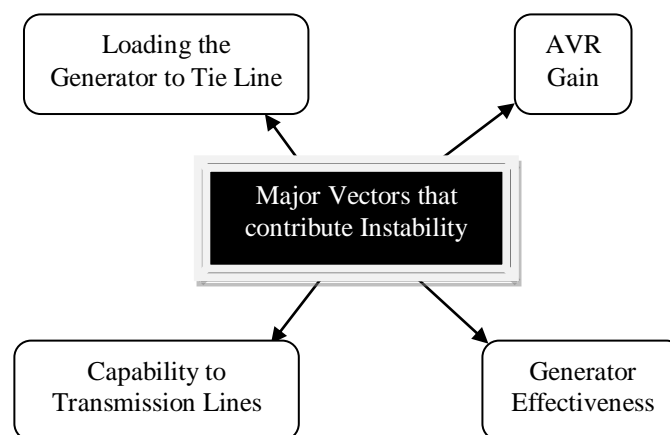 Loading the
Generator to Tie Line
AVR
Gain
Major Vectors that
contribute Instability
Capability to
Transmission Lines
Generator
Effectiveness